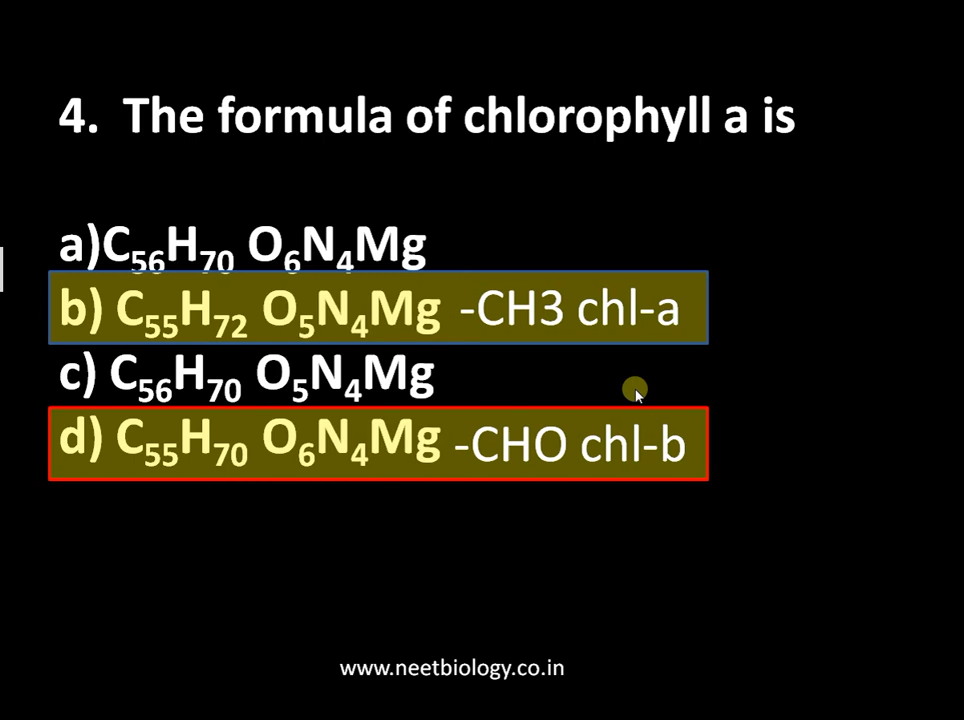 4. The formula of chlorophyll a is
a)C₅₆H₇₀ O₆N₄Mg
b) C₅₅H₇₂ O₅N₄Mg -CH3 chl-a
c) C₅₆H₇₀ O₅N₄Mg
d) C₅₅H₇₀ O₆N₄Mg -CHO chl-b
www.neetbiology.co.in